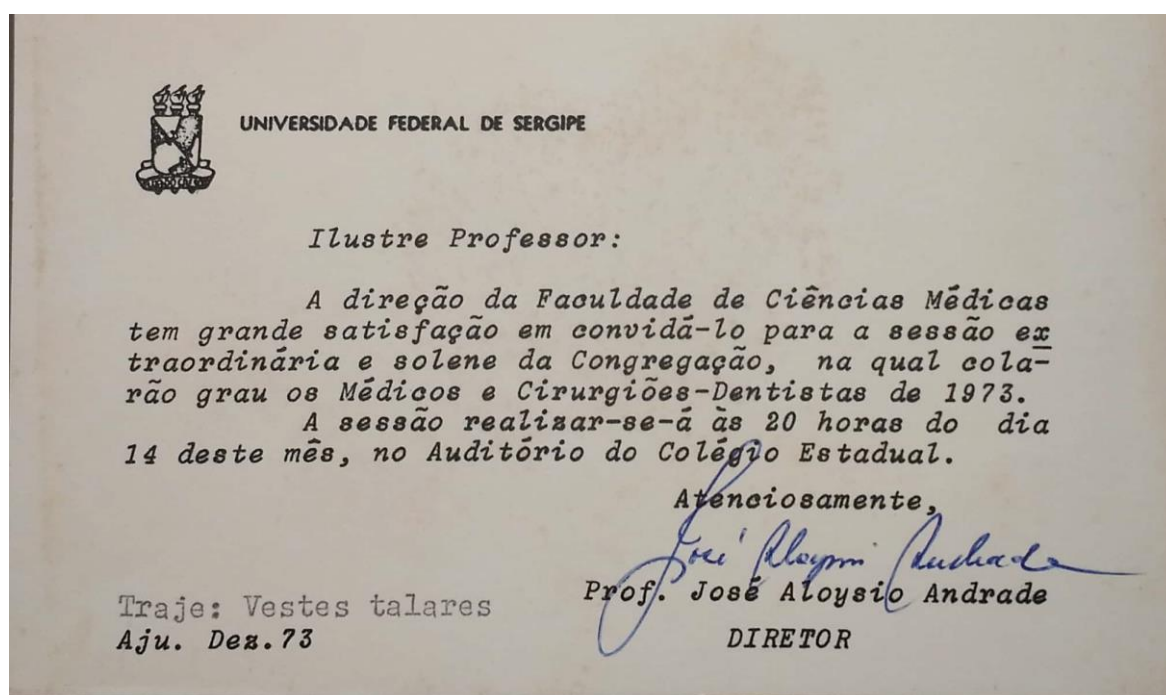 UNIVERSIDADE FEDERAL DE SERGIPE
Ilustre Professor:
A direção da Faculdade de Ciências Médicas
tem grande satisfação em convidá-lo para a sessão ex
traordinária e solene da Congregação, na qual cola-
rão grau os Médicos e Cirurgiões-Dentistas de 1973.
A sessão realizar-se-á às 20 horas do dia
14 deste mês, no Auditório do Colégio Estadual.
Atenciosamente,
José Aloysio Andrade
Prof. José Aloysio Andrade
Traje: Vestes talares
Aju. Dez.73
DIRETOR